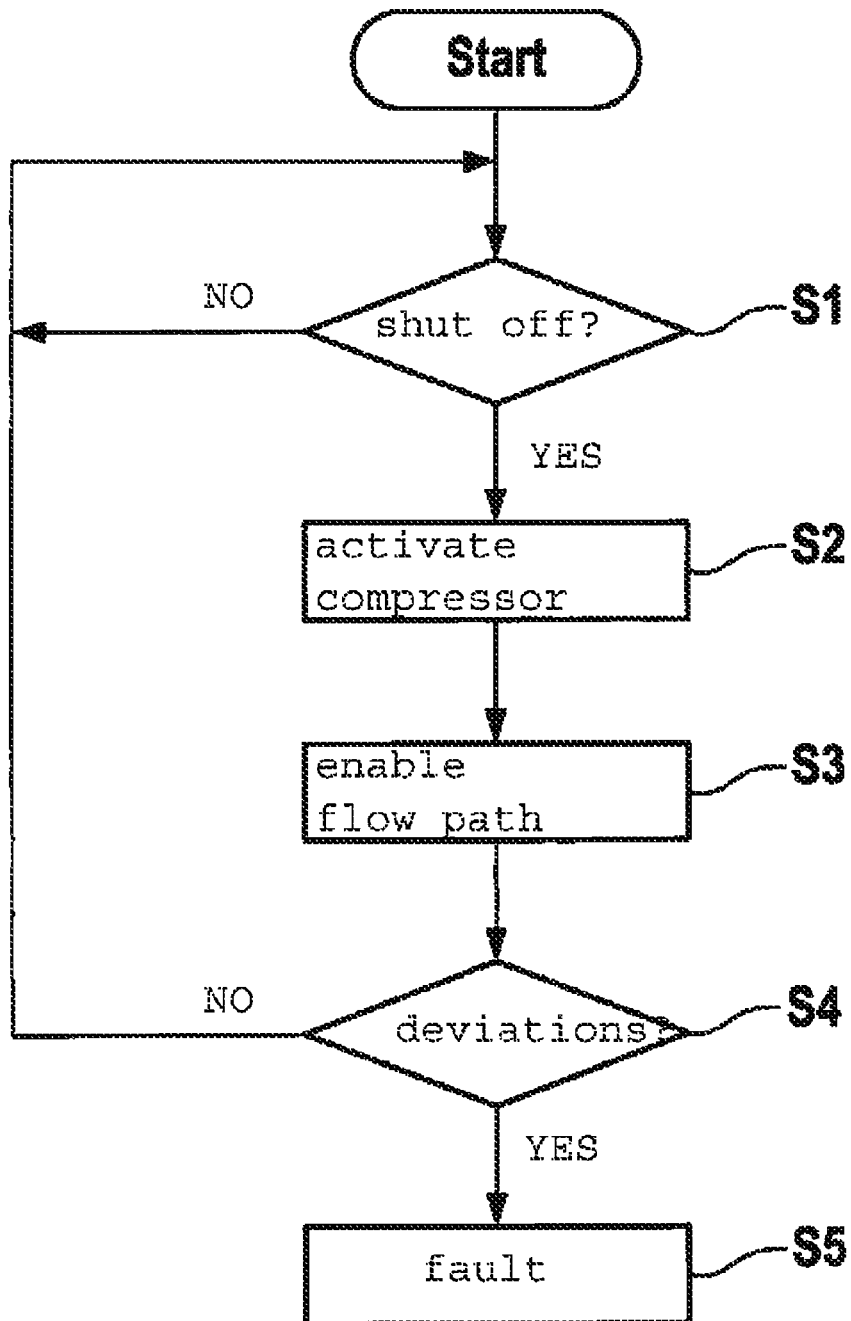 Start
NO
shut off?
S1
YES
activate
compressor
S2
enable
flow path
S3
NO
deviations?
S4
YES
fault
S5